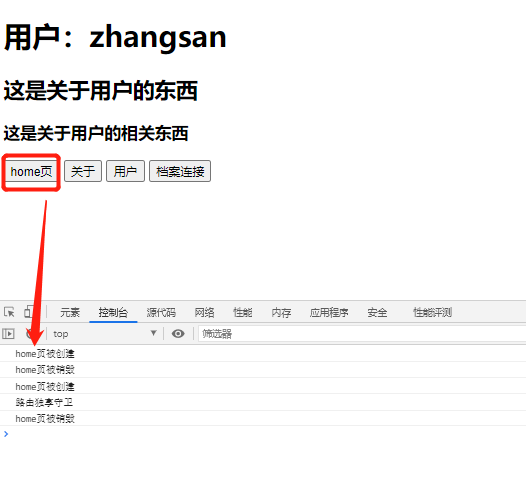 用户：zhangsan
这是关于用户的东西
这是关于用户的相关东西
home页 关于 用户 档案连接
元素 控制台 源代码 网络 性能 内存 应用程序 安全 性能评测
top 筛选器
home页被创建
home页被销毁
home页被创建
路由独享守卫
home页被销毁